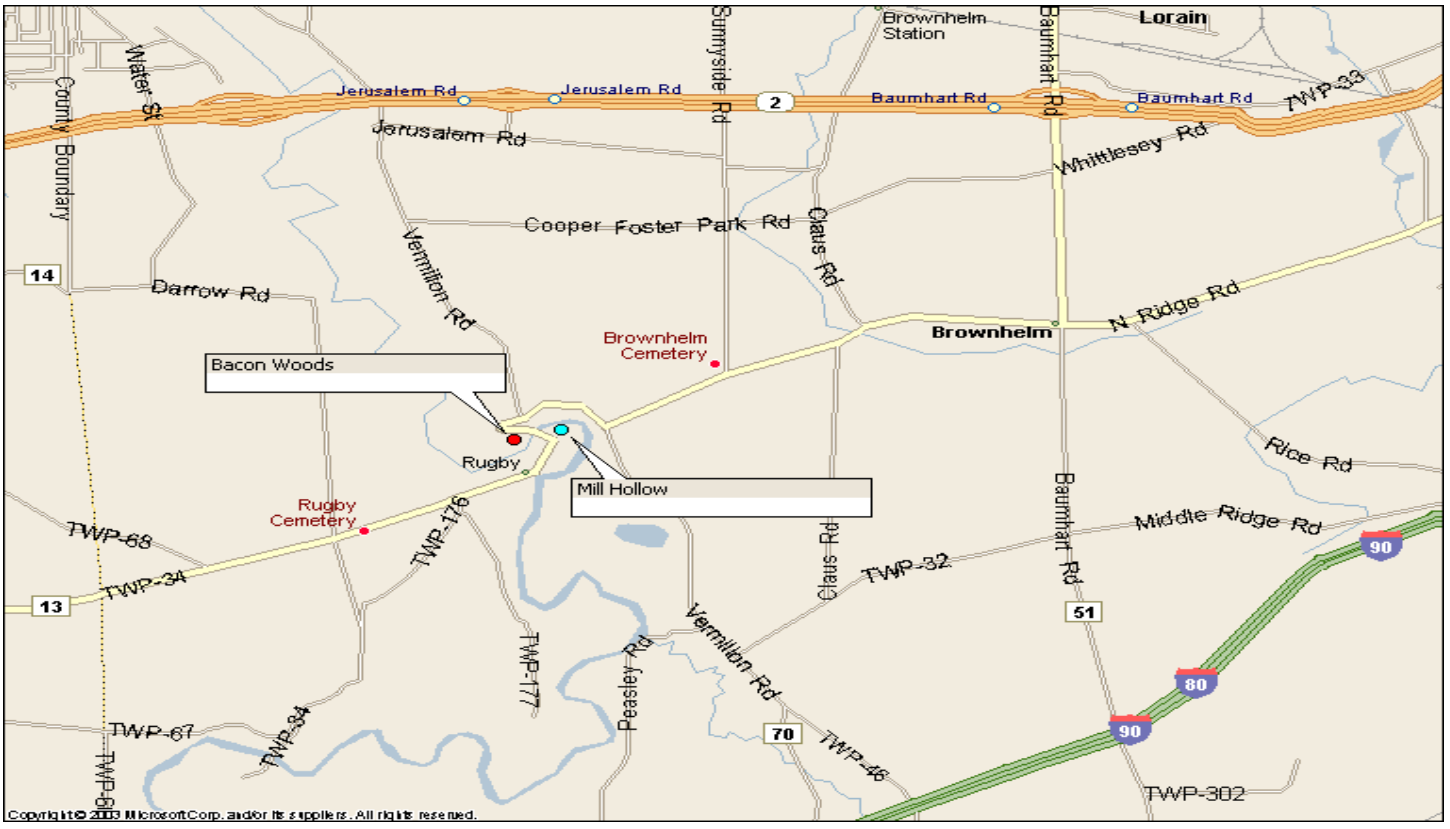 Sunnyside Rd
Brownhelm
Station
Baumhart Rd
Lorain
Water St
County Boundary
Jerusalem Rd
Jerusalem Rd
2
Baumhart Rd
Baumhart Rd
TWP-33
Jerusalem Rd
Whittlesey Rd
Cooper Foster Park Rd
Claus Rd
Vermilion Rd
14
Darrow Rd
N Ridge Rd
Brownhelm
Brownhelm
Cemetery
Bacon Woods
Rugby
Mill Hollow
Rice Rd
Rugby
Cemetery
TWP-176
TWP-68
Baumhart Rd
Middle Ridge Rd
90
Claus Rd
TWP-32
TWP-34
13
51
Vermilion Rd
Peasley Rd
TWP-177
80
TWP-67
TWP-34
70
TWP-46
90
TWP-302
Copyright © 2003 Microsoft Corp. and/or its suppliers. All rights reserved.